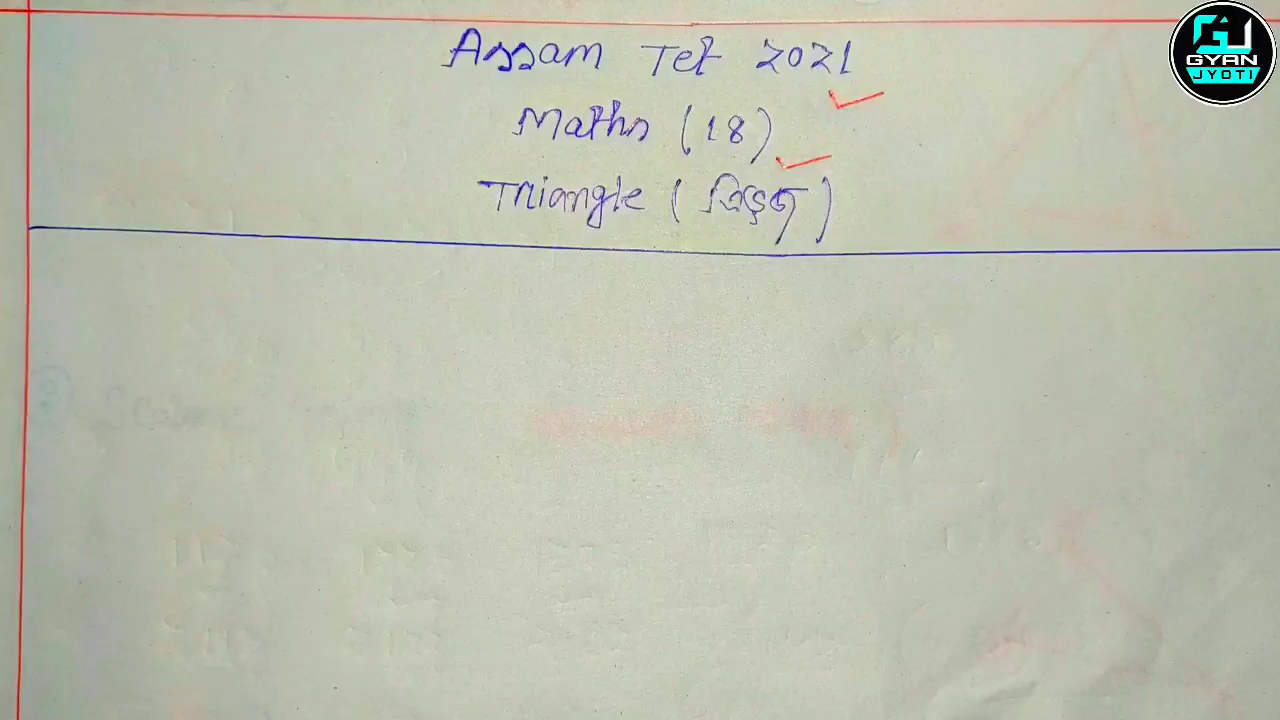 Assam Tet 2021
Maths (18)
Triangle (ত্রিভুজ)
GYAN
JYOTI